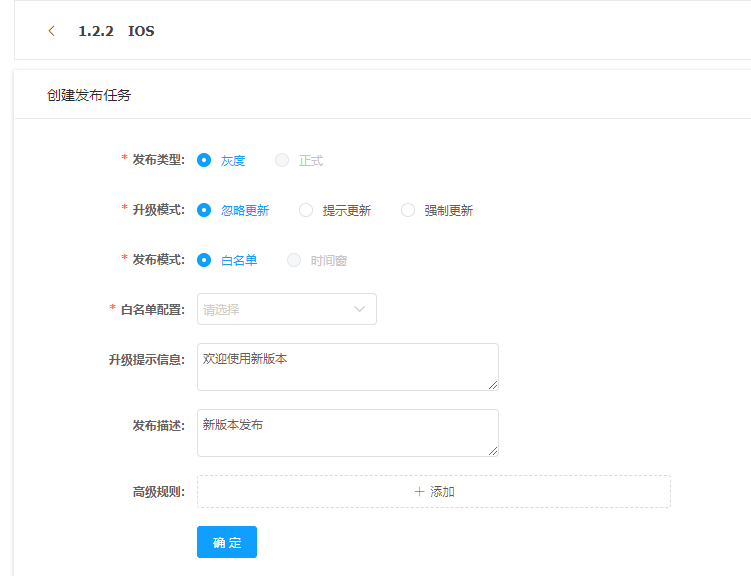 1.2.2 IOS
创建发布任务
* 发布类型: 灰度 正式
* 升级模式: 忽略更新 提示更新 强制更新
* 发布模式: 白名单 时间窗
* 白名单配置: 请选择
升级提示信息: 欢迎使用新版本
发布描述: 新版本发布
高级规则: + 添加
确 定